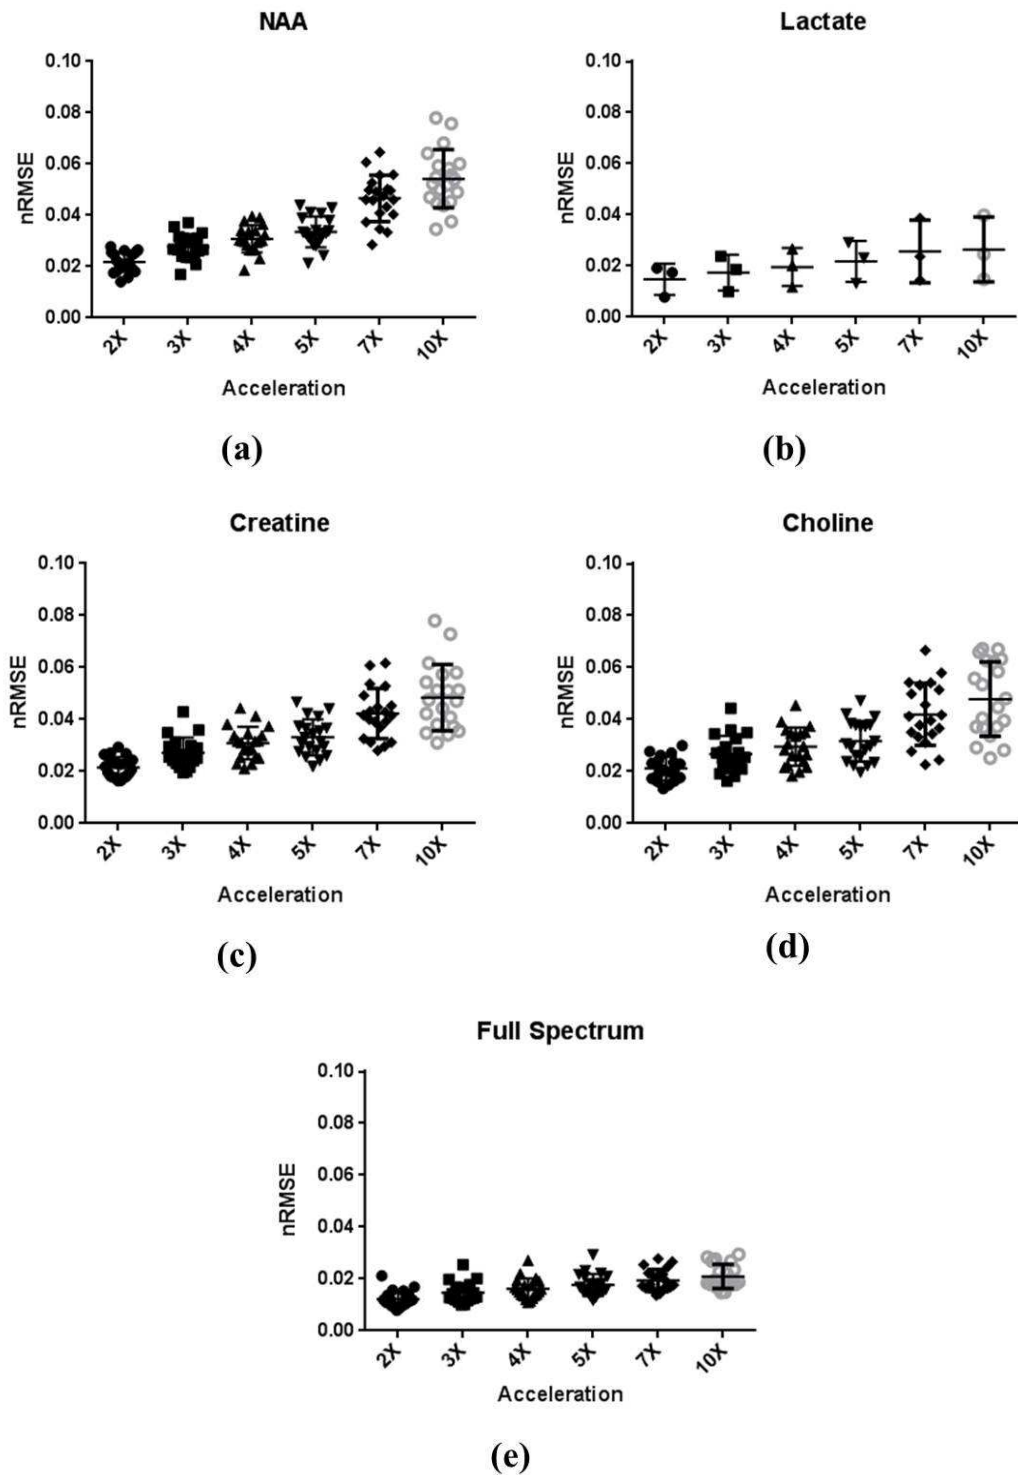 NAA
nRMSE
0.10
0.08
0.06
0.04
0.02
0.00
2X 3X 4X 5X 7X 10X
Acceleration
(a)
Lactate
nRMSE
0.10
0.08
0.06
0.04
0.02
0.00
2X 3X 4X 5X 7X 10X
Acceleration
(b)
Creatine
nRMSE
0.10
0.08
0.06
0.04
0.02
0.00
2X 3X 4X 5X 7X 10X
Acceleration
(c)
Choline
nRMSE
0.10
0.08
0.06
0.04
0.02
0.00
2X 3X 4X 5X 7X 10X
Acceleration
(d)
Full Spectrum
nRMSE
0.10
0.08
0.06
0.04
0.02
0.00
2X 3X 4X 5X 7X 10X
Acceleration
(e)